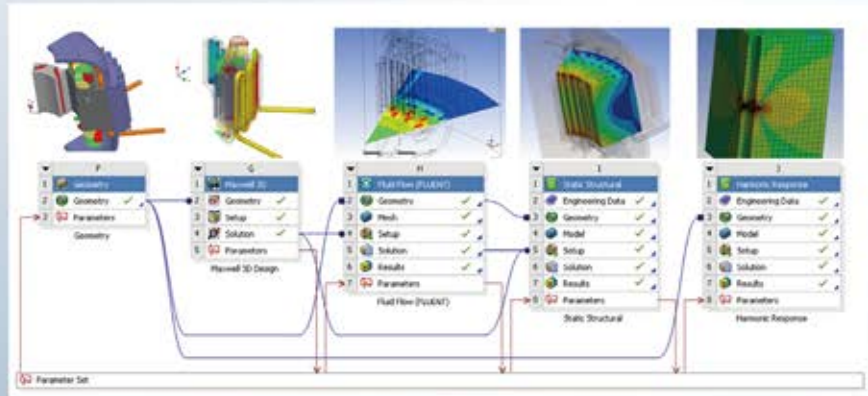 F
1 Geometry
2 Geometry
3 Parameters
Geometry
G
1 Maxwell 3D
2 Geometry
3 Setup
4 Solution
5 Parameters
Maxwell 3D Design
H
1 Fluid Flow (FLUENT)
2 Geometry
3 Mesh
4 Setup
5 Solution
6 Results
7 Parameters
Fluid Flow (FLUENT)
I
1 Static Structural
2 Engineering Data
3 Geometry
4 Model
5 Setup
6 Solution
7 Results
8 Parameters
Static Structural
J
1 Harmonic Response
2 Engineering Data
3 Geometry
4 Model
5 Setup
6 Solution
7 Results
8 Parameters
Harmonic Response
Parameter Set